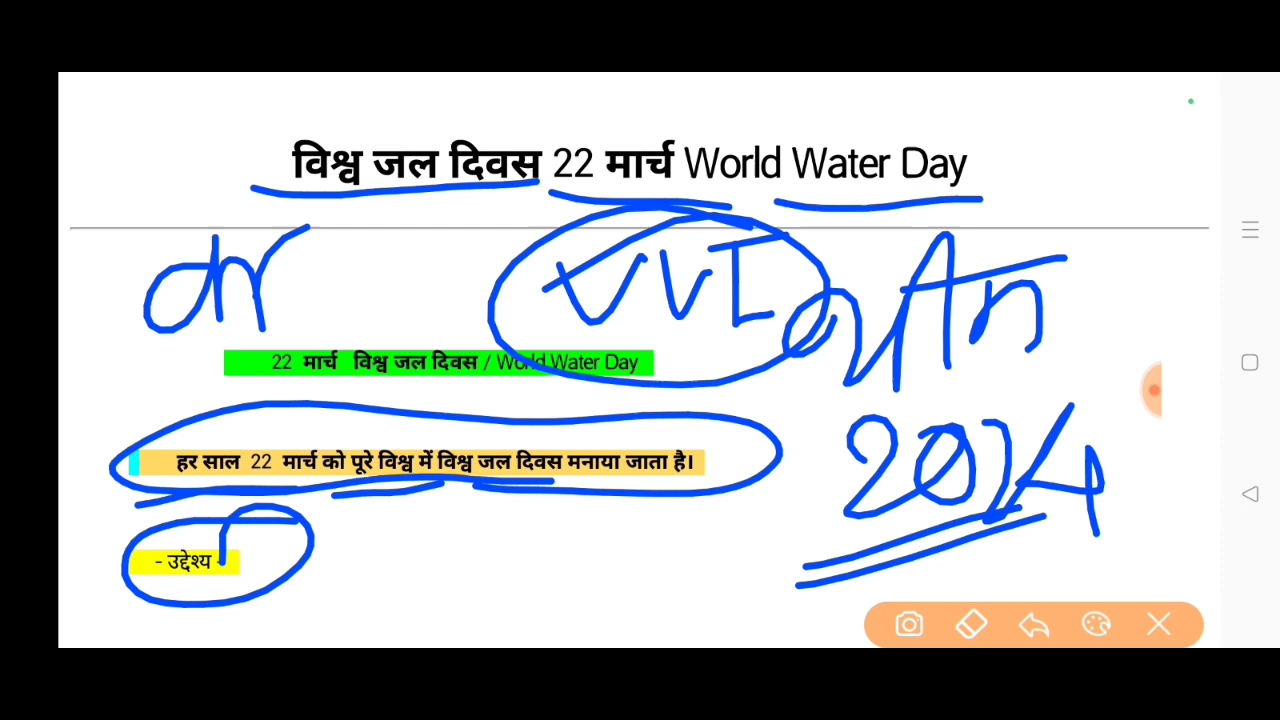 विश्व जल दिवस 22 मार्च World Water Day
VVI
22 मार्च विश्व जल दिवस / World Water Day
2024
हर साल 22 मार्च को पूरे विश्व में विश्व जल दिवस मनाया जाता है।
- उद्देश्य -